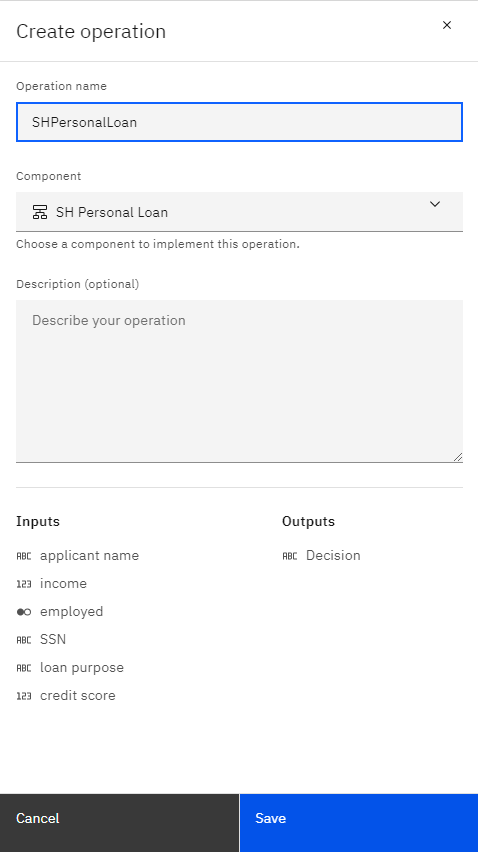 Create operation
Operation name
SHPersonalLoan
Component
SH Personal Loan
Choose a component to implement this operation.
Description (optional)
Describe your operation
Inputs
Outputs
ABC applicant name
ABC Decision
123 income
employed
ABC SSN
ABC loan purpose
123 credit score
Cancel
Save